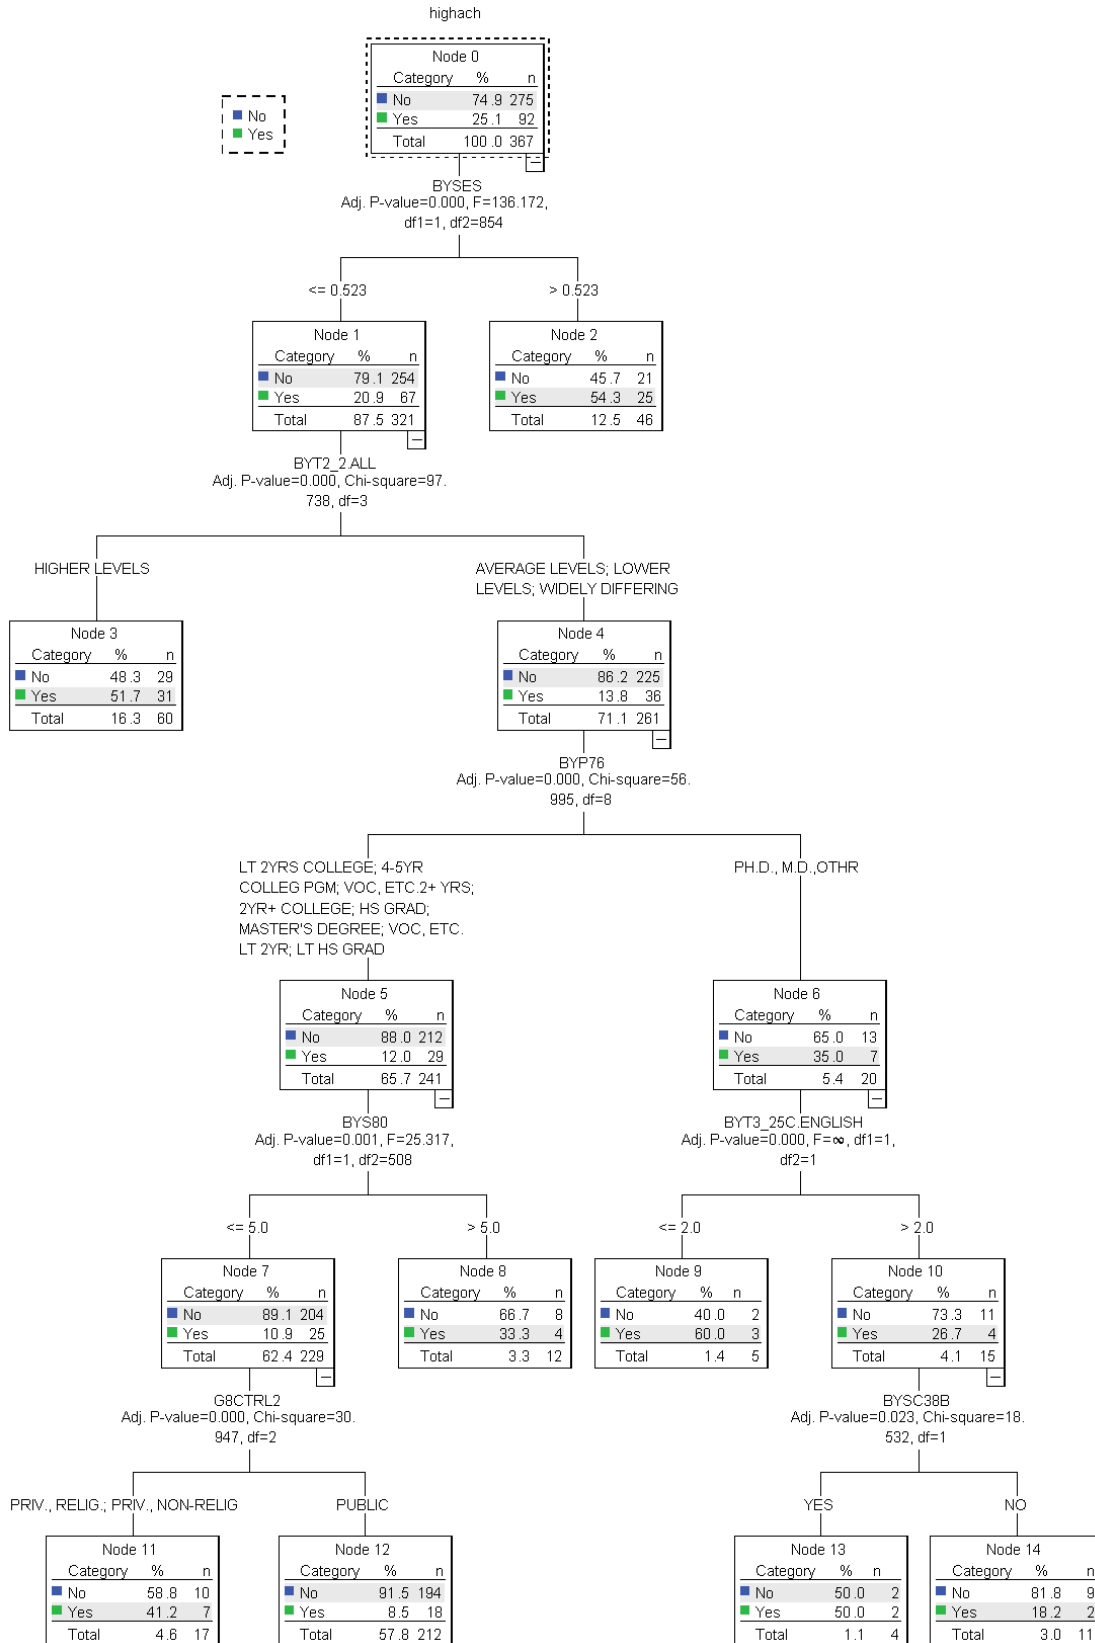 highach
No
Yes
Node 0
Category % n
No 74.9 275
Yes 25.1 92
Total 100.0 367
BYSES
Adj. P-value=0.000, F=136.172,
df1=1, df2=854
<= 0.523
> 0.523
Node 1
Category % n
No 79.1 254
Yes 20.9 67
Total 87.5 321
Node 2
Category % n
No 45.7 21
Yes 54.3 25
Total 12.5 46
BYT2_2.ALL
Adj. P-value=0.000, Chi-square=97.
738, df=3
HIGHER LEVELS
AVERAGE LEVELS; LOWER
LEVELS; WIDELY DIFFERING
Node 3
Category % n
No 48.3 29
Yes 51.7 31
Total 16.3 60
Node 4
Category % n
No 86.2 225
Yes 13.8 36
Total 71.1 261
BYP76
Adj. P-value=0.000, Chi-square=56.
995, df=8
LT 2YRS COLLEGE; 4-5YR
COLLEG PGM; VOC, ETC.2+ YRS;
2YR+ COLLEGE; HS GRAD;
MASTER'S DEGREE; VOC, ETC.
LT 2YR; LT HS GRAD
PH.D., M.D.,OTHR
Node 5
Category % n
No 88.0 212
Yes 12.0 29
Total 65.7 241
Node 6
Category % n
No 65.0 13
Yes 35.0 7
Total 5.4 20
BYS80
Adj. P-value=0.001, F=25.317,
df1=1, df2=508
BYT3_25C.ENGLISH
Adj. P-value=0.000, F=∞, df1=1,
df2=1
<= 5.0
> 5.0
<= 2.0
> 2.0
Node 7
Category % n
No 89.1 204
Yes 10.9 25
Total 62.4 229
Node 8
Category % n
No 66.7 8
Yes 33.3 4
Total 3.3 12
Node 9
Category % n
No 40.0 2
Yes 60.0 3
Total 1.4 5
Node 10
Category % n
No 73.3 11
Yes 26.7 4
Total 4.1 15
G8CTRL2
Adj. P-value=0.000, Chi-square=30.
947, df=2
BYSC38B
Adj. P-value=0.023, Chi-square=18.
532, df=1
PRIV., RELIG.; PRIV., NON-RELIG
PUBLIC
YES
NO
Node 11
Category % n
No 58.8 10
Yes 41.2 7
Total 4.6 17
Node 12
Category % n
No 91.5 194
Yes 8.5 18
Total 57.8 212
Node 13
Category % n
No 50.0 2
Yes 50.0 2
Total 1.1 4
Node 14
Category % n
No 81.8 9
Yes 18.2 2
Total 3.0 11